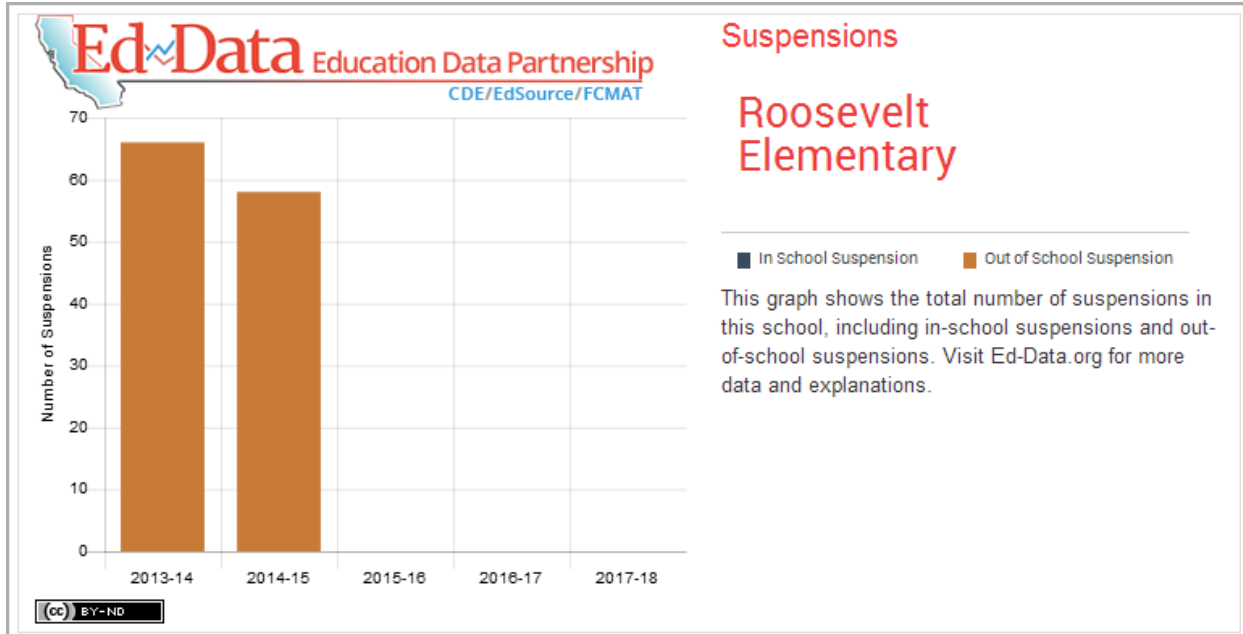 Ed Data Education Data Partnership
CDE/EdSource/FCMAT
Suspensions
Roosevelt
Elementary
In School Suspension
Out of School Suspension
This graph shows the total number of suspensions in
this school, including in-school suspensions and out-
of-school suspensions. Visit Ed-Data.org for more
data and explanations.
Number of Suspensions
70
60
50
40
30
20
10
0
2013-14 2014-15 2015-16 2016-17 2017-18
(cc) BY-ND